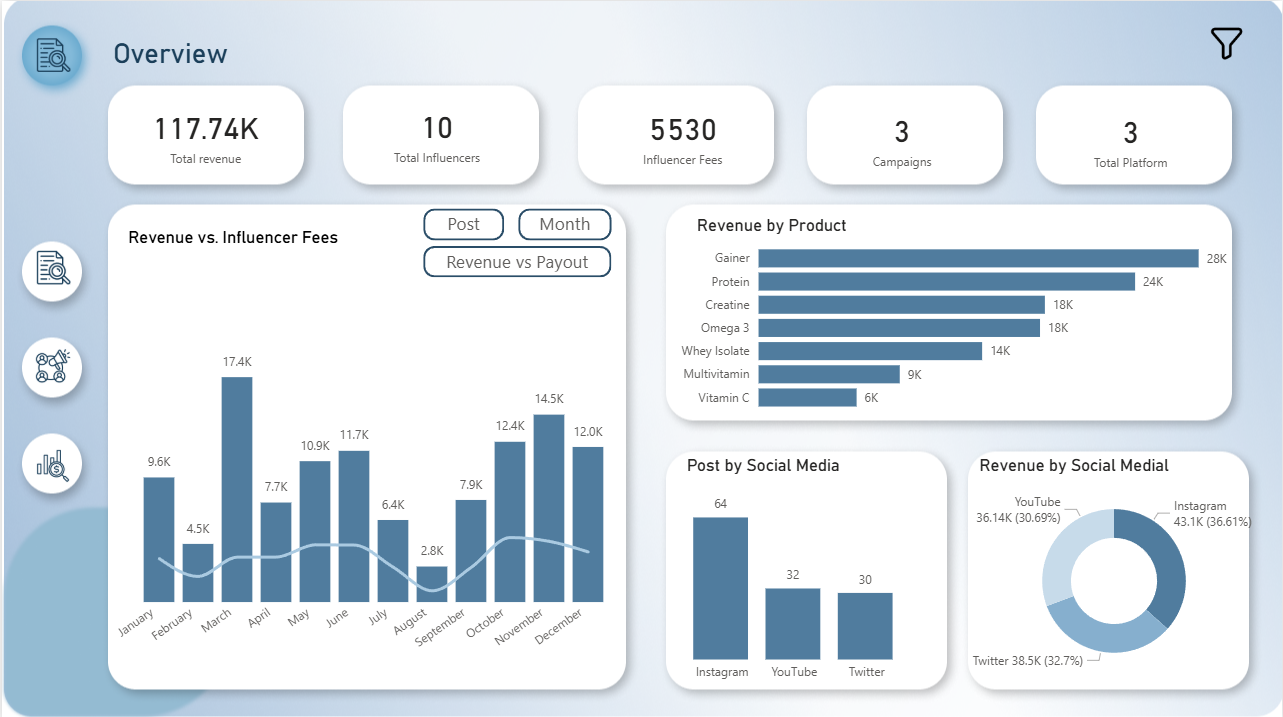 Overview
117.74K
Total revenue
10
Total Influencers
5530
Influencer Fees
3
Campaigns
3
Total Platform
Revenue vs. Influencer Fees
Post
Month
Revenue vs Payout
17.4K
14.5K
12.4K
12.0K
11.7K
10.9K
9.6K
7.9K
7.7K
6.4K
4.5K
2.8K
January
February
March
April
May
June
July
August
September
October
November
December
Revenue by Product
Gainer 28K
Protein 24K
Creatine 18K
Omega 3 18K
Whey Isolate 14K
Multivitamin 9K
Vitamin C 6K
Post by Social Media
64
32
30
Instagram
YouTube
Twitter
Revenue by Social Medial
YouTube
36.14K (30.69%)
Instagram
43.1K (36.61%)
Twitter 38.5K (32.7%)